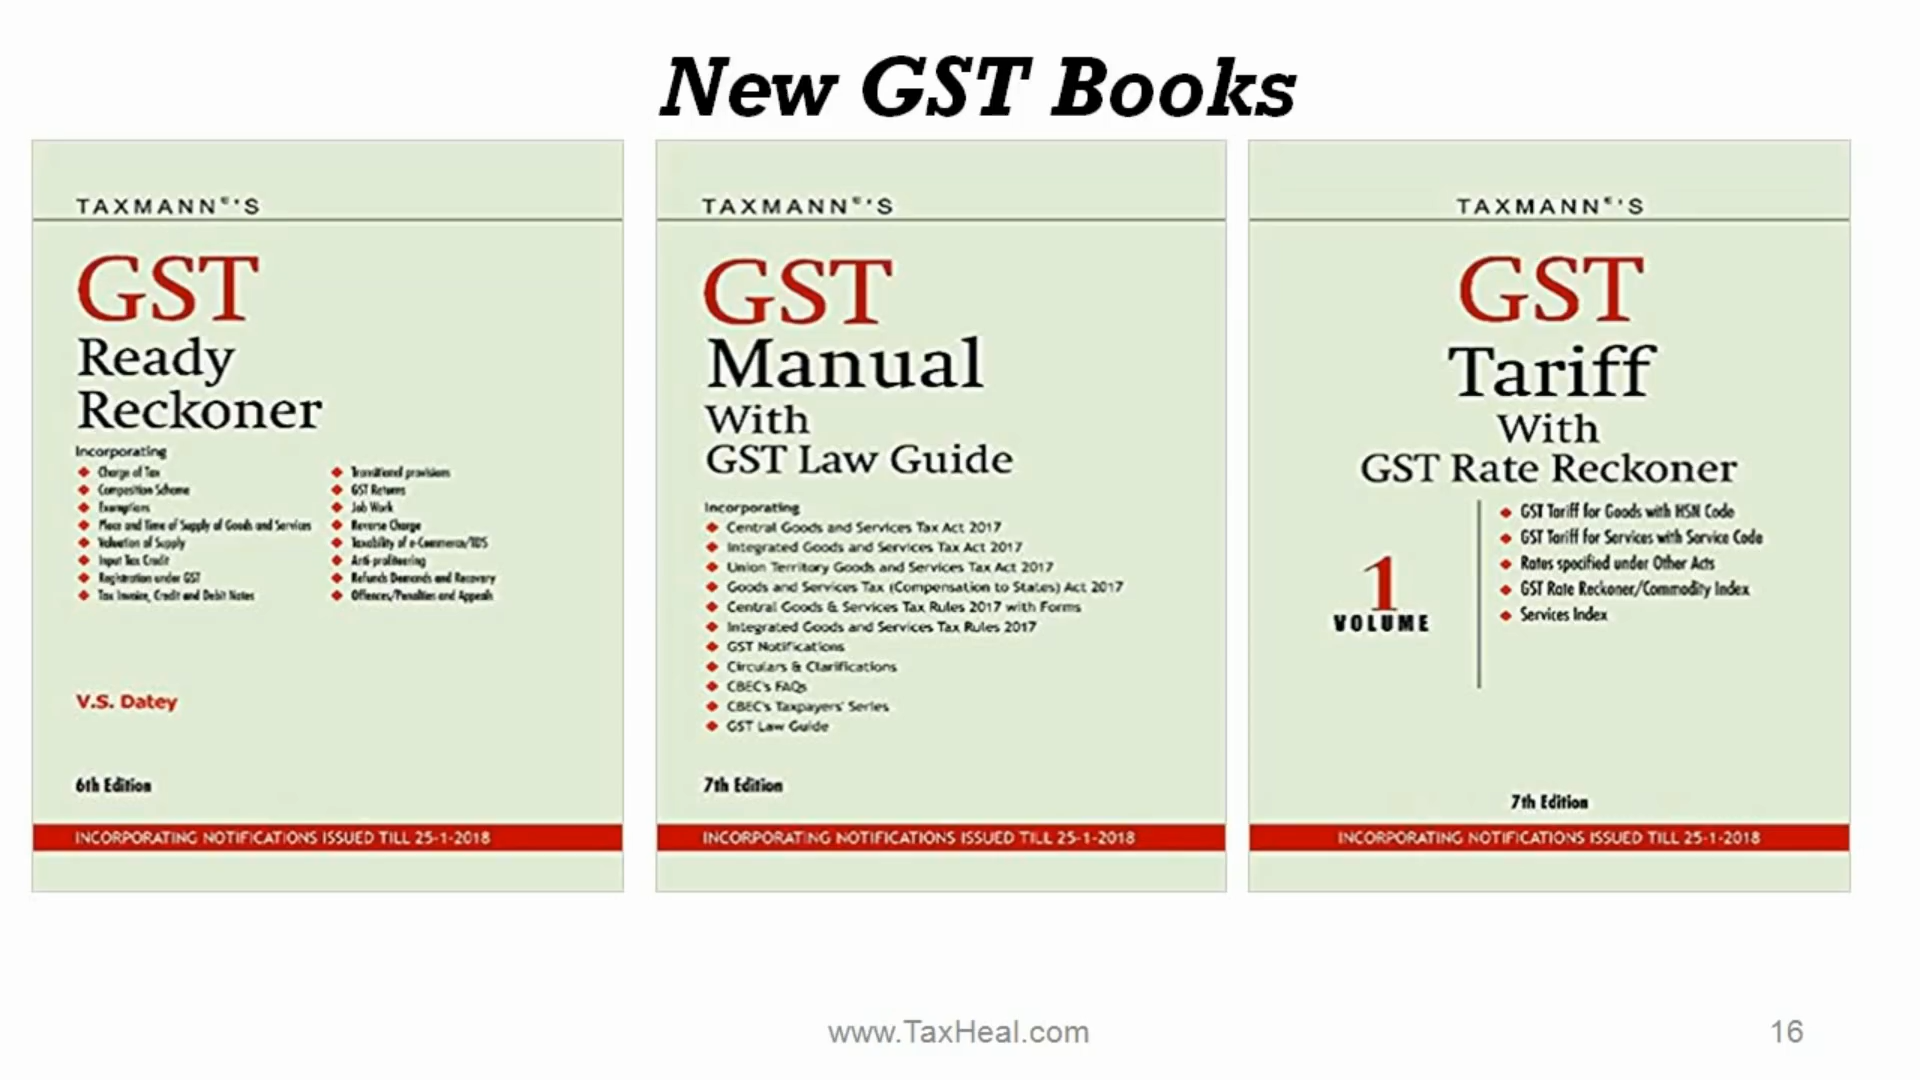 New GST Books
TAXMANN®'S
GST
Ready
Reckoner
Incorporating
Charge of Tax
Composition Scheme
Exemptions
Place and Time of Supply of Goods and Services
Valuation of Supply
Input Tax Credit
Registration under GST
Tax Invoice, Credit and Debit Notes
Transitional provisions
GST Returns
Job Work
Reverse Charge
Taxability of e-Commerce/TDS
Anti-profiteering
Refunds Demands and Recovery
Offences/Penalties and Appeals
V.S. Datey
6th Edition
INCORPORATING NOTIFICATIONS ISSUED TILL 25-1-2018
TAXMANN®'S
GST
Manual
With
GST Law Guide
Incorporating
Central Goods and Services Tax Act 2017
Integrated Goods and Services Tax Act 2017
Union Territory Goods and Services Tax Act 2017
Goods and Services Tax (Compensation to States) Act 2017
Central Goods & Services Tax Rules 2017 with Forms
Integrated Goods and Services Tax Rules 2017
GST Notifications
Circulars & Clarifications
CBEC's FAQs
CBEC's Taxpayers' Series
GST Law Guide
7th Edition
INCORPORATING NOTIFICATIONS ISSUED TILL 25-1-2018
TAXMANN®'S
GST
Tariff
With
GST Rate Reckoner
1
VOLUME
GST Tariff for Goods with HSN Code
GST Tariff for Services with Service Code
Rates specified under Other Acts
GST Rate Reckoner/Commodity Index
Services Index
7th Edition
INCORPORATING NOTIFICATIONS ISSUED TILL 25-1-2018
www.TaxHeal.com
16